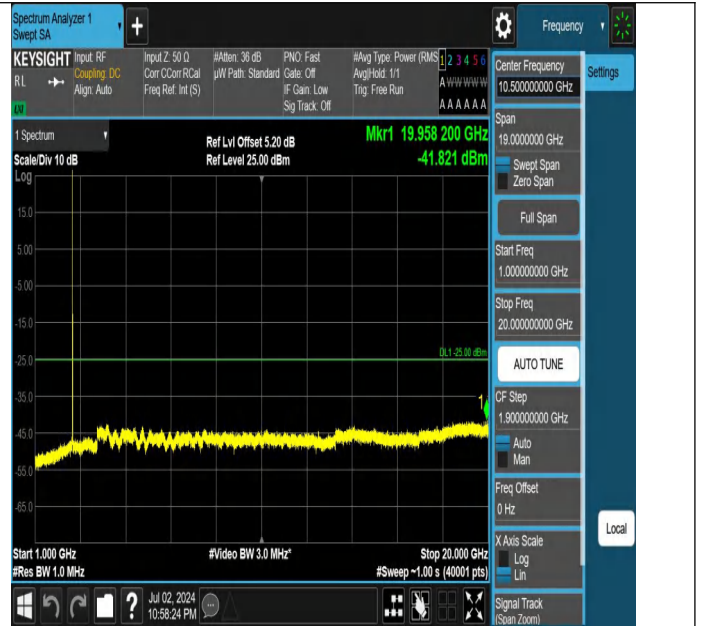 Spectrum Analyzer 1
Swept SA
+
Frequency
KEYSIGHT
RL
LXI
Input: RF
Coupling: DC
Align: Auto
Input Z: 50 Ω
Corr CCorr RCal
Freq Ref: Int (S)
#Atten: 36 dB
µW Path: Standard
PNO: Fast
Gate: Off
IF Gain: Low
Sig Track: Off
#Avg Type: Power (RMS
Avg|Hold: 1/1
Trig: Free Run
1 2 3 4 5 6
A W W W W W
A A A A A A
1 Spectrum
Scale/Div 10 dB
Log
Ref Lvl Offset 5.20 dB
Ref Level 25.00 dBm
Mkr1 19.958 200 GHz
-41.821 dBm
15.0
5.00
-5.00
-15.0
-25.0
-35.0
-45.0
-55.0
-65.0
DL1 -25.00 dBm
1
Start 1.000 GHz
#Res BW 1.0 MHz
#Video BW 3.0 MHz*
Stop 20.000 GHz
#Sweep ~1.00 s (40001 pts)
Center Frequency
10.500000000 GHz
Settings
Span
19.0000000 GHz
Swept Span
Zero Span
Full Span
Start Freq
1.000000000 GHz
Stop Freq
20.000000000 GHz
AUTO TUNE
CF Step
1.900000000 GHz
Auto
Man
Freq Offset
0 Hz
X Axis Scale
Log
Lin
Local
Signal Track
(Span Zoom)
?
Jul 02, 2024
10:58:24 PM